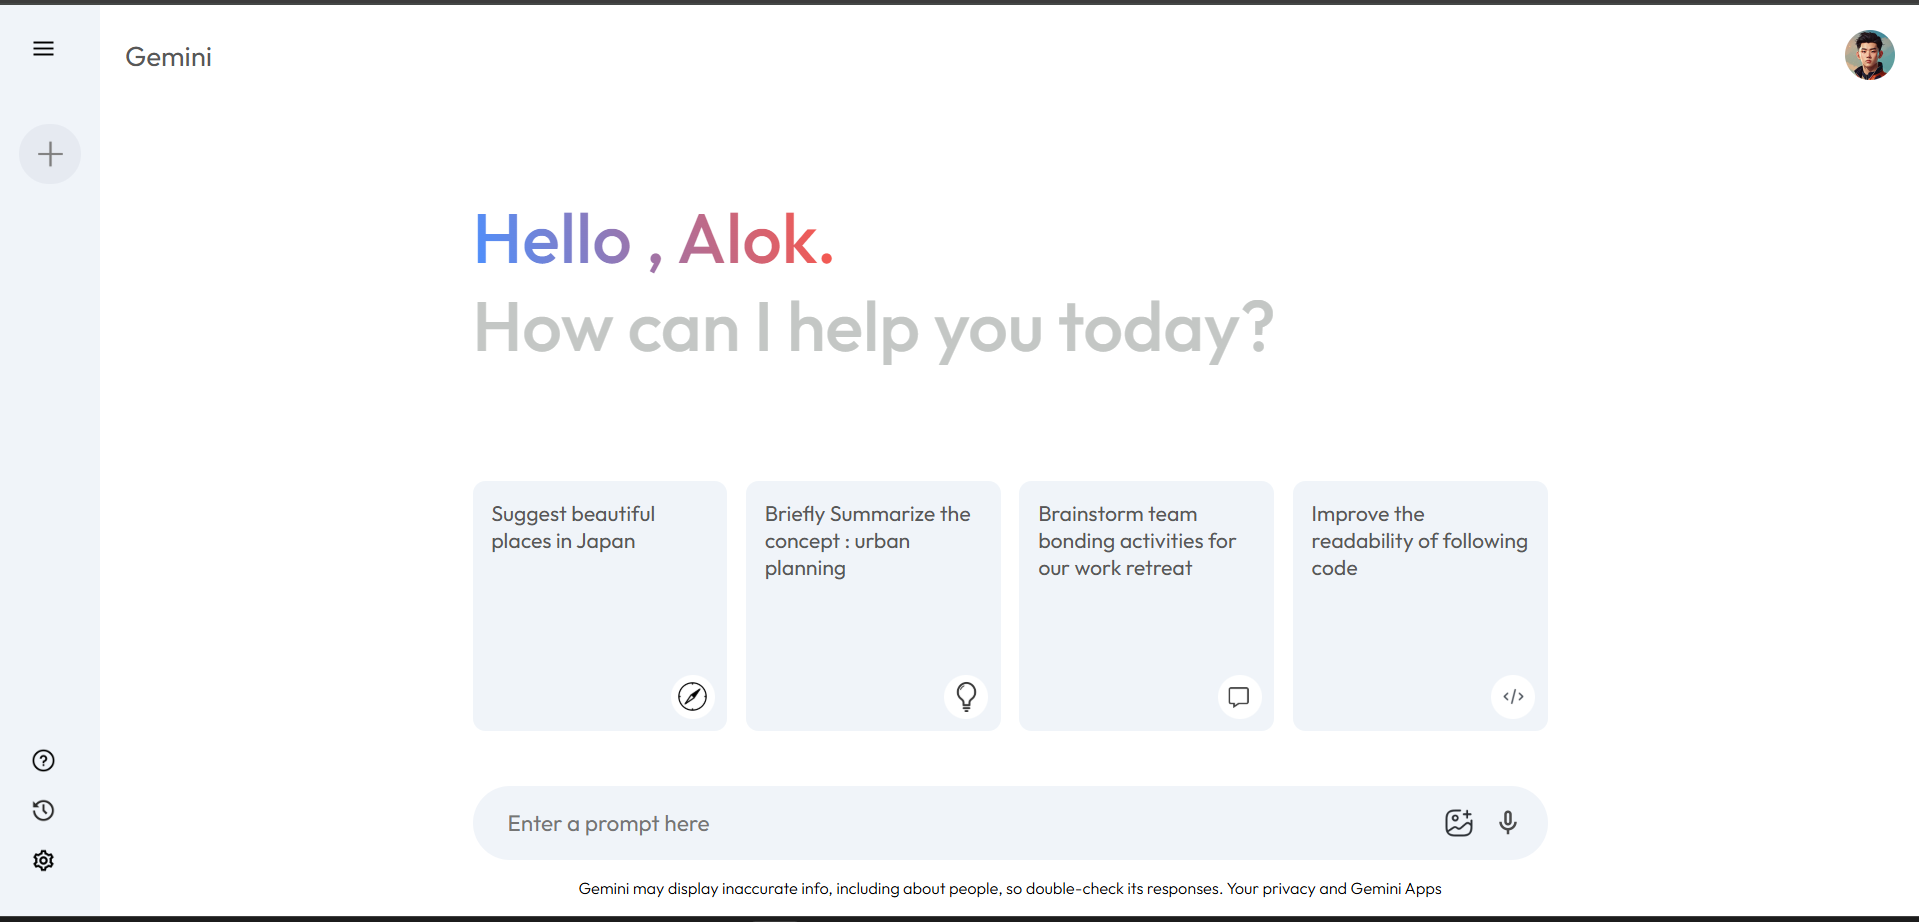 Gemini
Hello , Alok.
How can I help you today?
Suggest beautiful
places in Japan
Briefly Summarize the
concept : urban
planning
Brainstorm team
bonding activities for
our work retreat
Improve the
readability of following
code
Enter a prompt here
Gemini may display inaccurate info, including about people, so double-check its responses. Your privacy and Gemini Apps